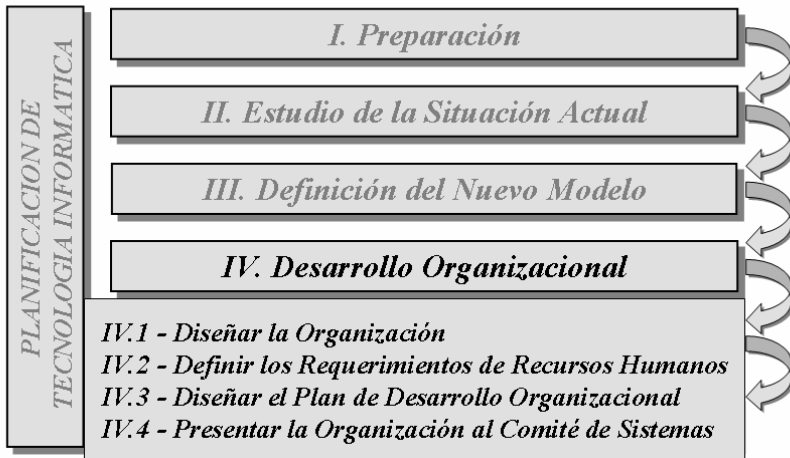 PLANIFICACION DE
TECNOLOGIA INFORMATICA
I. Preparación
II. Estudio de la Situación Actual
III. Definición del Nuevo Modelo
IV. Desarrollo Organizacional
IV.1 - Diseñar la Organización
IV.2 - Definir los Requerimientos de Recursos Humanos
IV.3 - Diseñar el Plan de Desarrollo Organizacional
IV.4 - Presentar la Organización al Comité de Sistemas